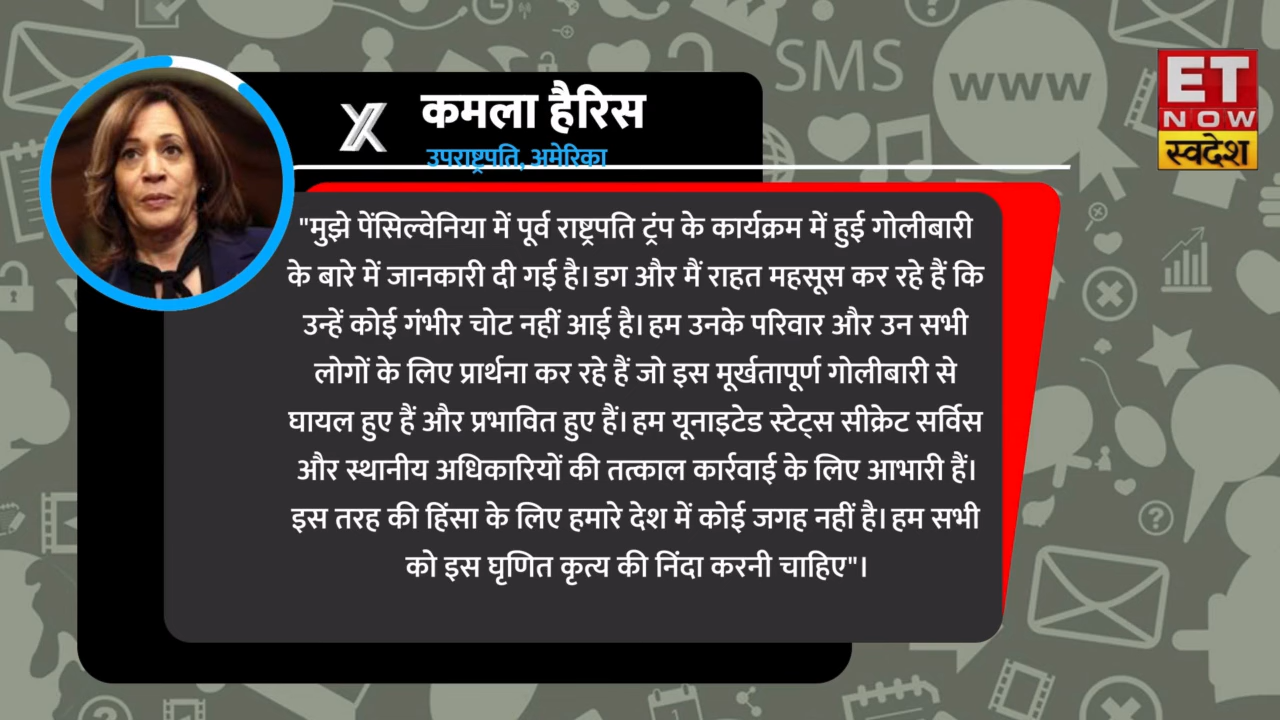 SMS
www
ET
NOW
स्वदेश
X
कमला हैरिस
उपराष्ट्रपति, अमेरिका
"मुझे पेंसिल्वेनिया में पूर्व राष्ट्रपति ट्रंप के कार्यक्रम में हुई गोलीबारी
के बारे में जानकारी दी गई है। डग और मैं राहत महसूस कर रहे हैं कि
उन्हें कोई गंभीर चोट नहीं आई है। हम उनके परिवार और उन सभी
लोगों के लिए प्रार्थना कर रहे हैं जो इस मूर्खतापूर्ण गोलीबारी से
घायल हुए हैं और प्रभावित हुए हैं। हम यूनाइटेड स्टेट्स सीक्रेट सर्विस
और स्थानीय अधिकारियों की तत्काल कार्रवाई के लिए आभारी हैं।
इस तरह की हिंसा के लिए हमारे देश में कोई जगह नहीं है। हम सभी
को इस घृणित कृत्य की निंदा करनी चाहिए"।